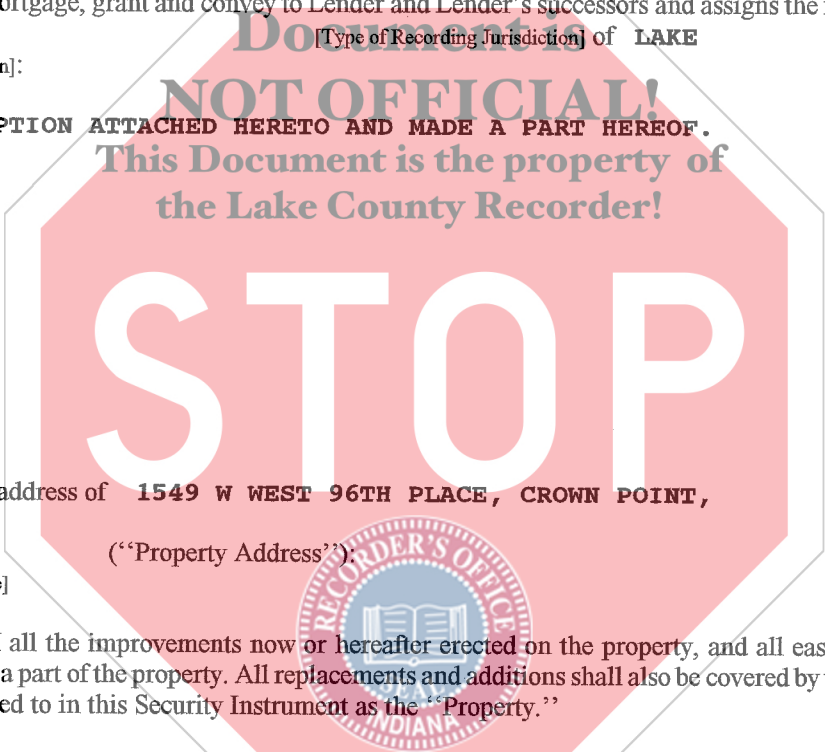 ortgage, grant and convey to Lender and Lender's successors and assigns the
Document is
[Type of Recording Jurisdiction] of LAKE
n]:
NOT OFFICIAL!
PTION ATTACHED HERETO AND MADE A PART HEREOF.
This Document is the property of
the Lake County Recorder!
STOP
address of 1549 W WEST 96TH PLACE, CROWN POINT,
(“Property Address”):
]
RECORDER'S OFFICE
all the improvements now or hereafter erected on the property, and all eas
a part of the property. All replacements and additions shall also be covered by
SEAL
ed to in this Security Instrument as the “Property.”
INDIANA